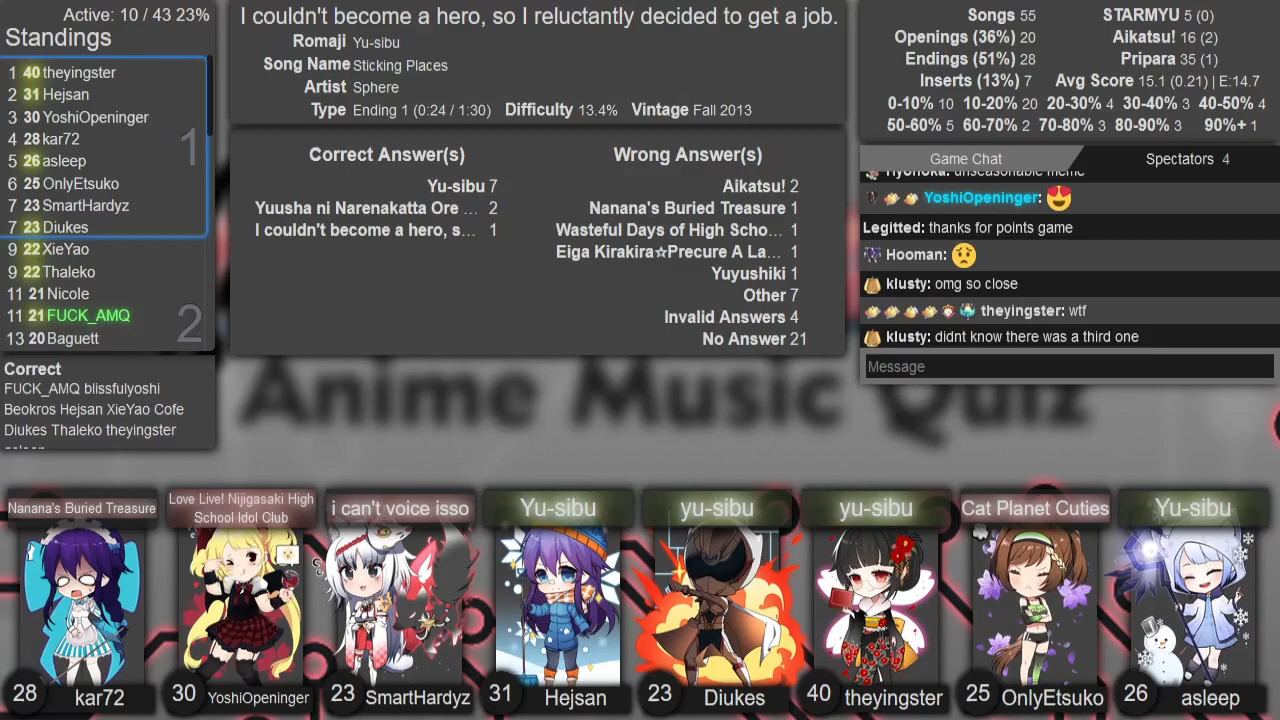 Active: 10 / 43 23%
Standings
1 40 theyingster
2 31 Hejsan
3 30 YoshiOpeninger
4 28 kar72
5 26 asleep
6 25 OnlyEtsuko
7 23 SmartHardyz
7 23 Diukes
1
9 22 XieYao
9 22 Thaleko
11 21 Nicole
11 21 FUCK_AMQ
13 20 Baguett
2
Correct
FUCK_AMQ blissfulyoshi
Beokros Hejsan XieYao Cofe
Diukes Thaleko theyingster
asleep
I couldn't become a hero, so I reluctantly decided to get a job.
Romaji Yu-sibu
Song Name Sticking Places
Artist Sphere
Type Ending 1 (0:24 / 1:30) Difficulty 13.4% Vintage Fall 2013
Correct Answer(s)
Yu-sibu 7
Yuusha ni Narenakatta Ore ... 2
I couldn't become a hero, s... 1
Wrong Answer(s)
Aikatsu! 2
Nanana's Buried Treasure 1
Wasteful Days of High Scho... 1
Eiga Kirakira☆Precure A La... 1
Yuyushiki 1
Other 7
Invalid Answers 4
No Answer 21
Songs 55 STARMYU 5 (0)
Openings (36%) 20 Aikatsu! 16 (2)
Endings (51%) 28 Pripara 35 (1)
Inserts (13%) 7 Avg Score 15.1 (0.21) | E:14.7
0-10% 10 10-20% 20 20-30% 4 30-40% 3 40-50% 4
50-60% 5 60-70% 2 70-80% 3 80-90% 3 90%+ 1
Game Chat Spectators 4
Hyonoka: unseasonable meme
YoshiOpeninger: 😍
Legitted: thanks for points game
Hooman: 😟
klusty: omg so close
theyingster: wtf
klusty: didnt know there was a third one
Message
Anime Music Quiz
Nanana's Buried Treasure
Love Live! Nijigasaki High
School Idol Club
i can't voice isso
Yu-sibu
yu-sibu
yu-sibu
Cat Planet Cuties
Yu-sibu
28 kar72
30 YoshiOpeninger
23 SmartHardyz
31 Hejsan
23 Diukes
40 theyingster
25 OnlyEtsuko
26 asleep